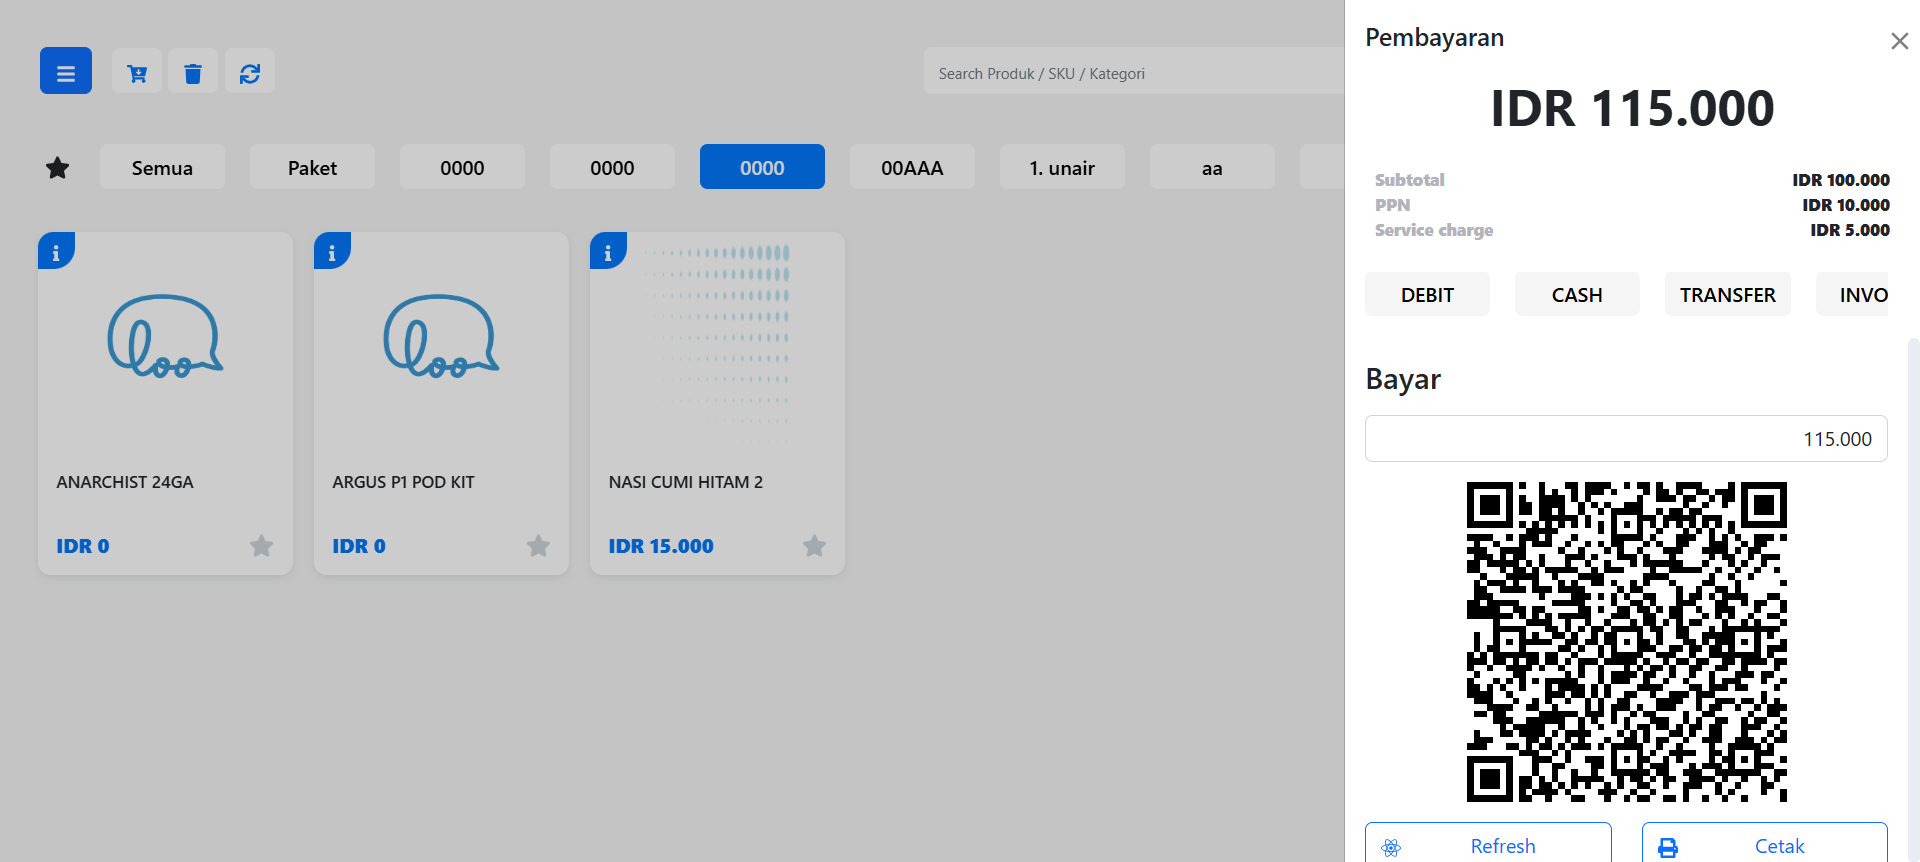 Search Produk / SKU / Kategori
Semua
Paket
0000
0000
0000
00AAA
1. unair
aa
loo
ANARCHIST 24GA
IDR 0
loo
ARGUS P1 POD KIT
IDR 0
NASI CUMI HITAM 2
IDR 15.000
Pembayaran
IDR 115.000
Subtotal IDR 100.000
PPN IDR 10.000
Service charge IDR 5.000
DEBIT
CASH
TRANSFER
INVO
Bayar
115.000
Refresh
Cetak